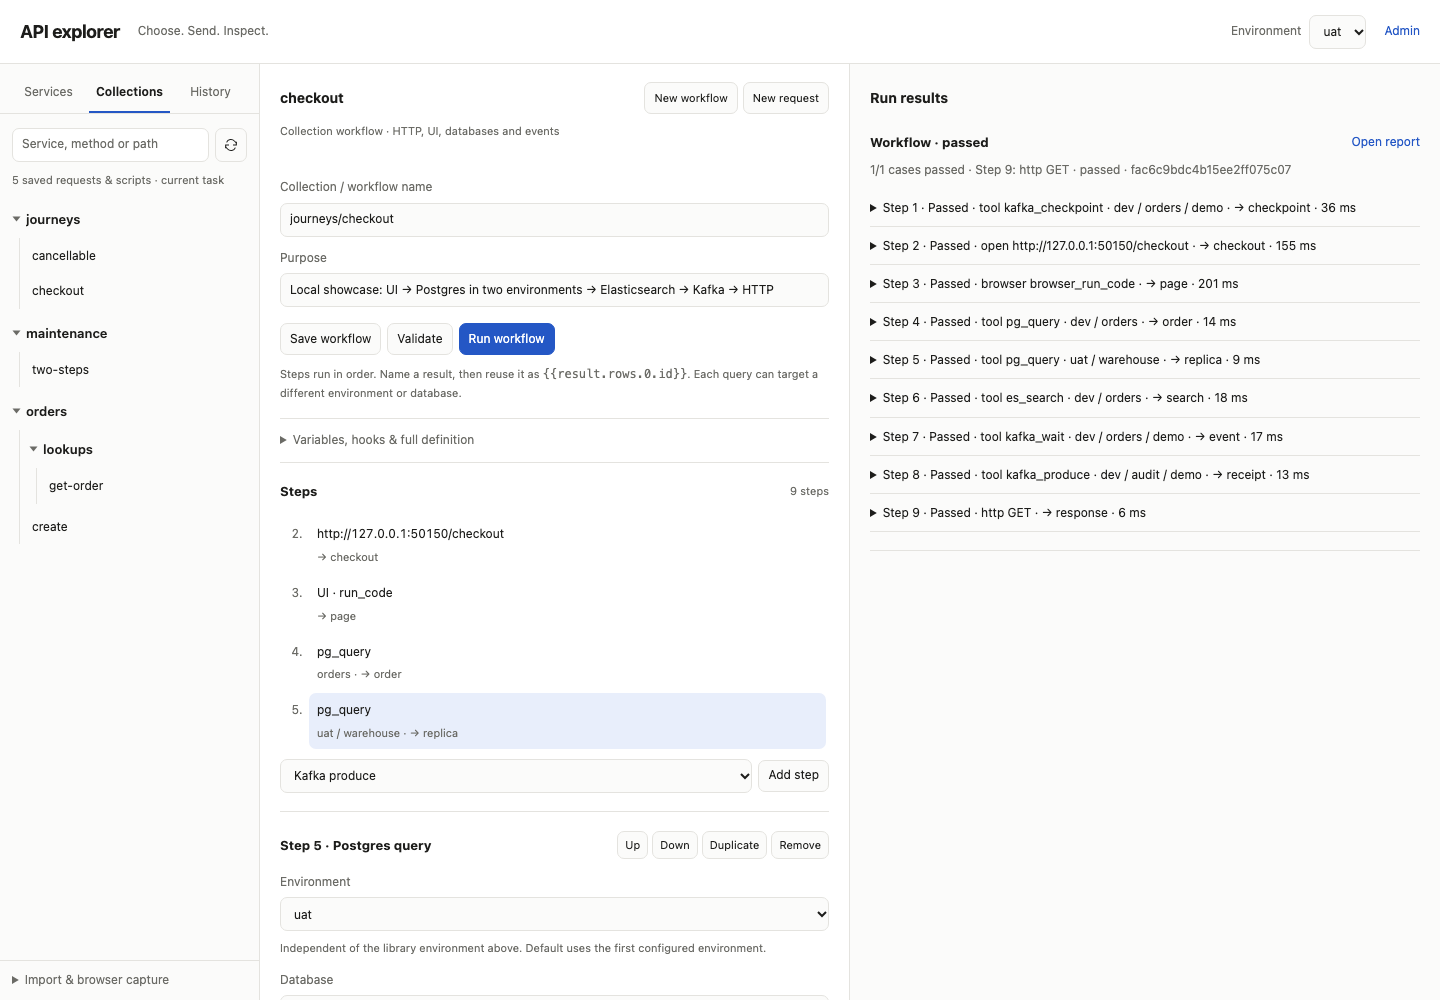 API explorer
Choose. Send. Inspect.
Environment
uat
Admin
Services
Collections
History
Service, method or path
5 saved requests & scripts · current task
journeys
cancellable
checkout
maintenance
two-steps
orders
lookups
get-order
create
Import & browser capture
checkout
New workflow
New request
Collection workflow · HTTP, UI, databases and events
Collection / workflow name
journeys/checkout
Purpose
Local showcase: UI → Postgres in two environments → Elasticsearch → Kafka → HTTP
Save workflow
Validate
Run workflow
Steps run in order. Name a result, then reuse it as {{result.rows.0.id}}. Each query can target a
different environment or database.
Variables, hooks & full definition
Steps
9 steps
2. http://127.0.0.1:50150/checkout
→ checkout
3. UI · run_code
→ page
4. pg_query
orders · → order
5. pg_query
uat / warehouse · → replica
Kafka produce
Add step
Step 5 · Postgres query
Up
Down
Duplicate
Remove
Environment
uat
Independent of the library environment above. Default uses the first configured environment.
Database
Run results
Workflow · passed
Open report
1/1 cases passed · Step 9: http GET · passed · fac6c9bdc4b15ee2ff075c07
Step 1 · Passed · tool kafka_checkpoint · dev / orders / demo · → checkpoint · 36 ms
Step 2 · Passed · open http://127.0.0.1:50150/checkout · → checkout · 155 ms
Step 3 · Passed · browser browser_run_code · → page · 201 ms
Step 4 · Passed · tool pg_query · dev / orders · → order · 14 ms
Step 5 · Passed · tool pg_query · uat / warehouse · → replica · 9 ms
Step 6 · Passed · tool es_search · dev / orders · → search · 18 ms
Step 7 · Passed · tool kafka_wait · dev / orders / demo · → event · 17 ms
Step 8 · Passed · tool kafka_produce · dev / audit / demo · → receipt · 13 ms
Step 9 · Passed · http GET · → response · 6 ms